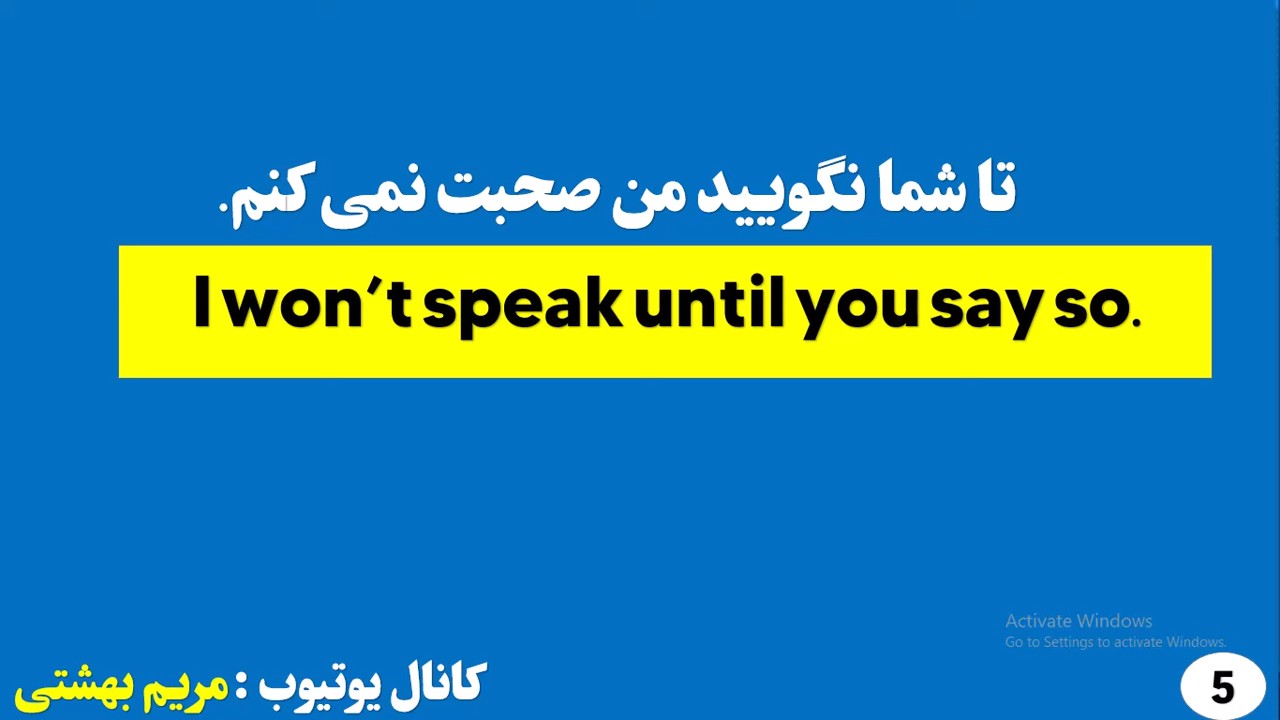 تا شما نگویید من صحبت نمی کنم.
I won't speak until you say so.
Activate Windows
Go to Settings to activate Windows.
کانال یوتیوب : مریم بهشتی
5